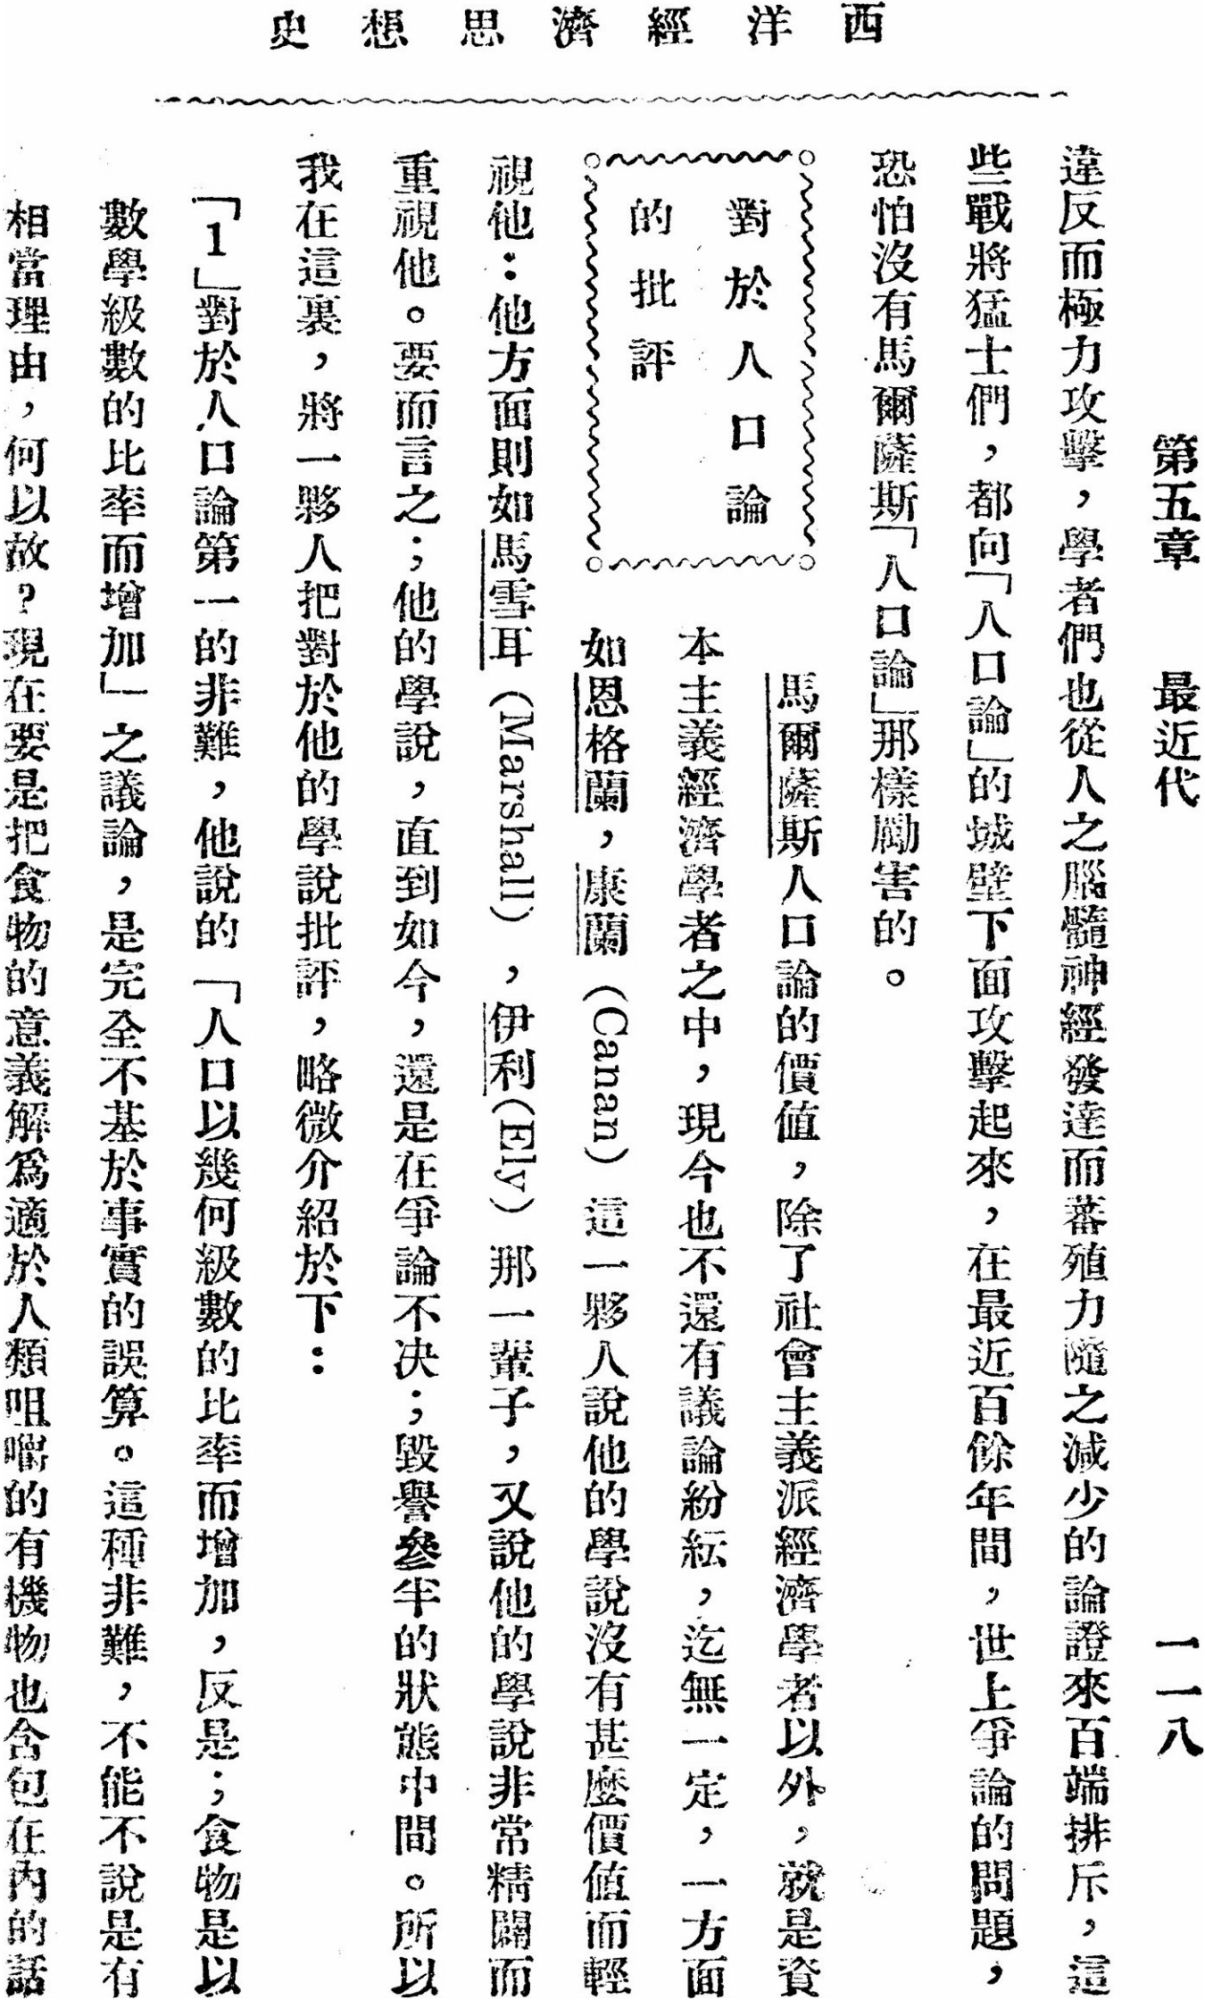 西洋經濟思想史
第五章　最近代　一一八
違反而極力攻擊，學者們也從人之腦髓神經發達而蕃殖力隨之減少的論證來百端排斥，這
些戰將猛士們，都向「人口論」的城壁下面攻擊起來，在最近百餘年間，世上爭論的問題，
恐怕沒有馬爾薩斯「人口論」那樣勵害的。
對於人口論
的批評
馬爾薩斯人口論的價值，除了社會主義派經濟學者以外，就是資
本主義經濟學者之中，現今也不還有議論紛紜，迄無一定，一方面
如恩格蘭，康蘭（Canan）這一夥人說他的學說沒有甚麼價值而輕
視他：他方面則如馬雪耳（Marshall），伊利（Ely）那一輩子，又說他的學說非常精闢而
重視他。要而言之；他的學說，直到如今，還是在爭論不决；毀譽參半的狀態中間。所以
我在這裏，將一夥人把對於他的學說批評，略微介紹於下：
「1」對於人口論第一的非難，他說的「人口以幾何級數的比率而增加，反是；食物是以
數學級數的比率而增加」之議論，是完全不基於事實的誤算。這種非難，不能不說是有
相當理由，何以故？現在要是把食物的意義解爲適於人類咀嚼的有機物也含包在內的話